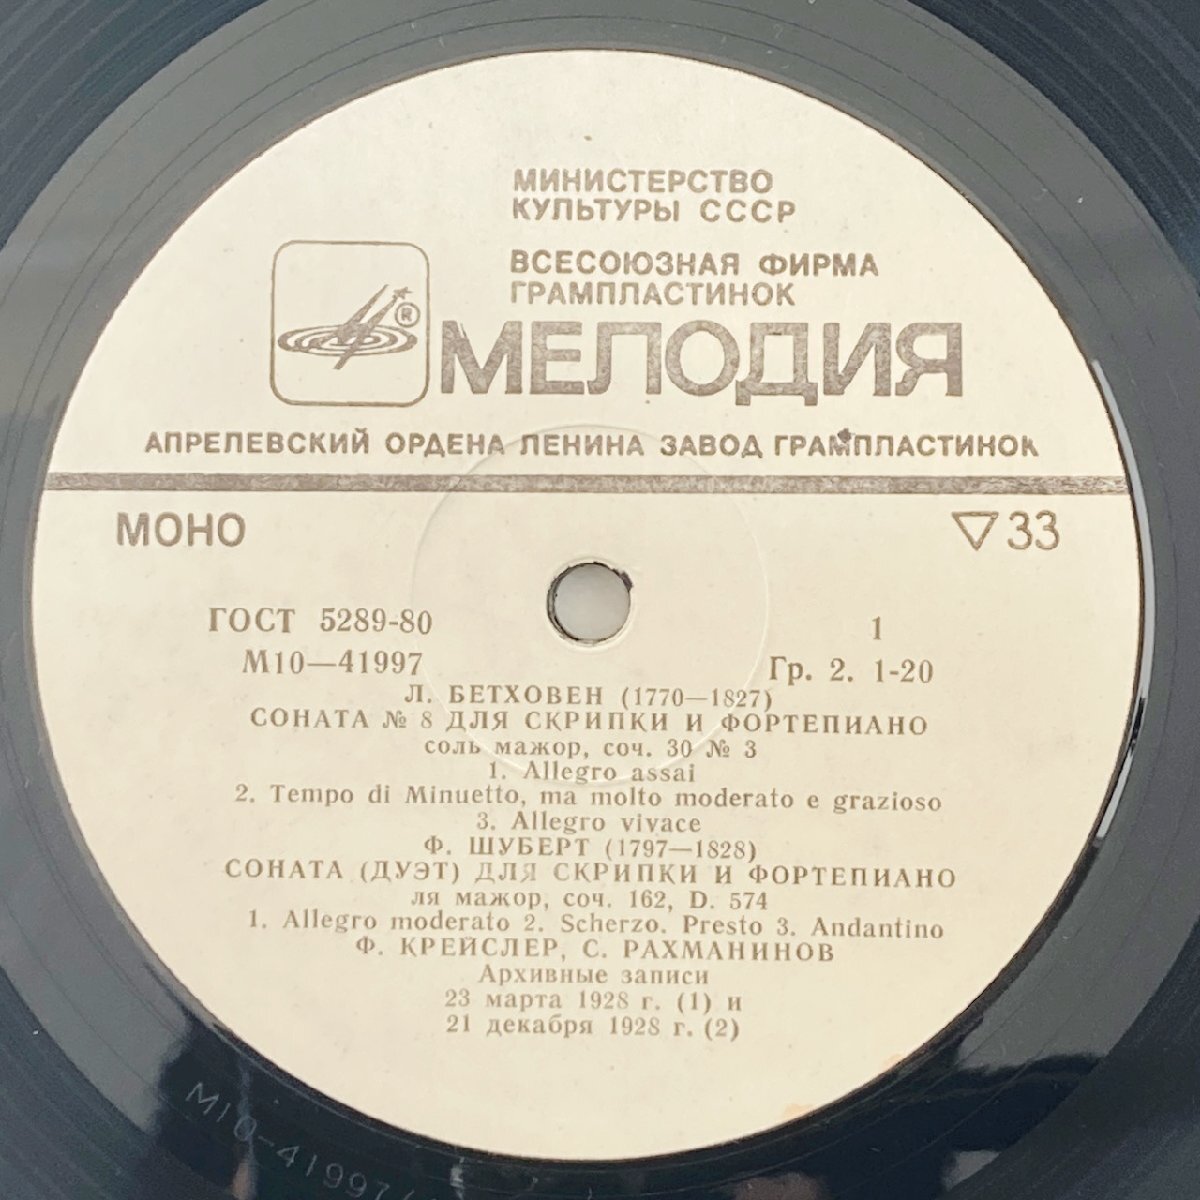 МИНИСТЕРСТВО
КУЛЬТУРЫ СССР
ВСЕСОЮЗНАЯ ФИРМА
ГРАМПЛАСТИНОК
®
МЕЛОДИЯ
АПРЕЛЕВСКИЙ ОРДЕНА ЛЕНИНА ЗАВОД ГРАМПЛАСТИНОК
МОНО
▽ 33
ГОСТ 5289-80
1
М10—41997
Гр. 2. 1-20
Л. БЕТХОВЕН (1770—1827)
СОНАТА № 8 ДЛЯ СКРИПКИ И ФОРТЕПИАНО
соль мажор, соч. 30 № 3
1. Allegro assai
2. Tempo di Minuetto, ma molto moderato e grazioso
3. Allegro vivace
Ф. ШУБЕРТ (1797—1828)
СОНАТА (ДУЭТ) ДЛЯ СКРИПКИ И ФОРТЕПИАНО
ля мажор, соч. 162, D. 574
1. Allegro moderato 2. Scherzo. Presto 3. Andantino
Ф. КРЕЙСЛЕР, С. РАХМАНИНОВ
Архивные записи
23 марта 1928 г. (1) и
21 декабря 1928 г. (2)
М10-41997